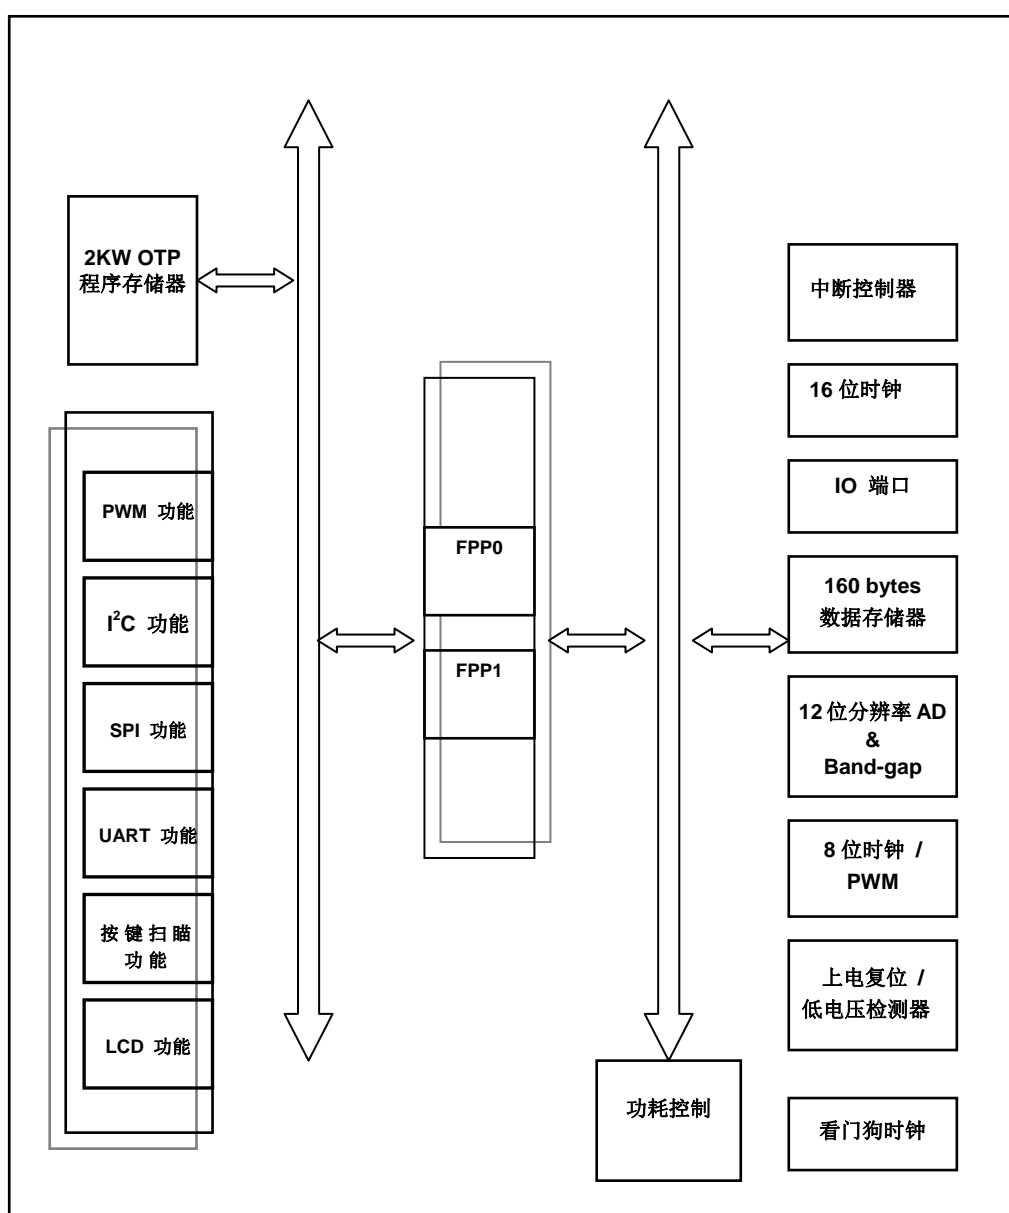 2KW OTP
程序存储器
PWM 功能
I²C 功能
SPI 功能
UART 功能
按键扫瞄
功能
LCD 功能
FPP0
FPP1
功耗控制
中断控制器
16 位时钟
IO 端口
160 bytes
数据存储器
12 位分辨率 AD
&
Band-gap
8 位时钟 /
PWM
上电复位 /
低电压检测器
看门狗时钟